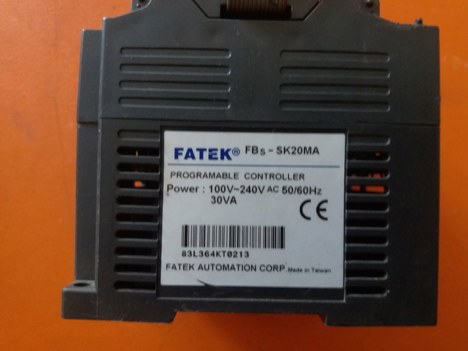 FATEK® FBs-SK20MA
PROGRAMABLE CONTROLLER
Power : 100V~240V AC 50/60Hz
30VA
CE
83L364KT0213
FATEK AUTOMATION CORP. Made in Taiwan